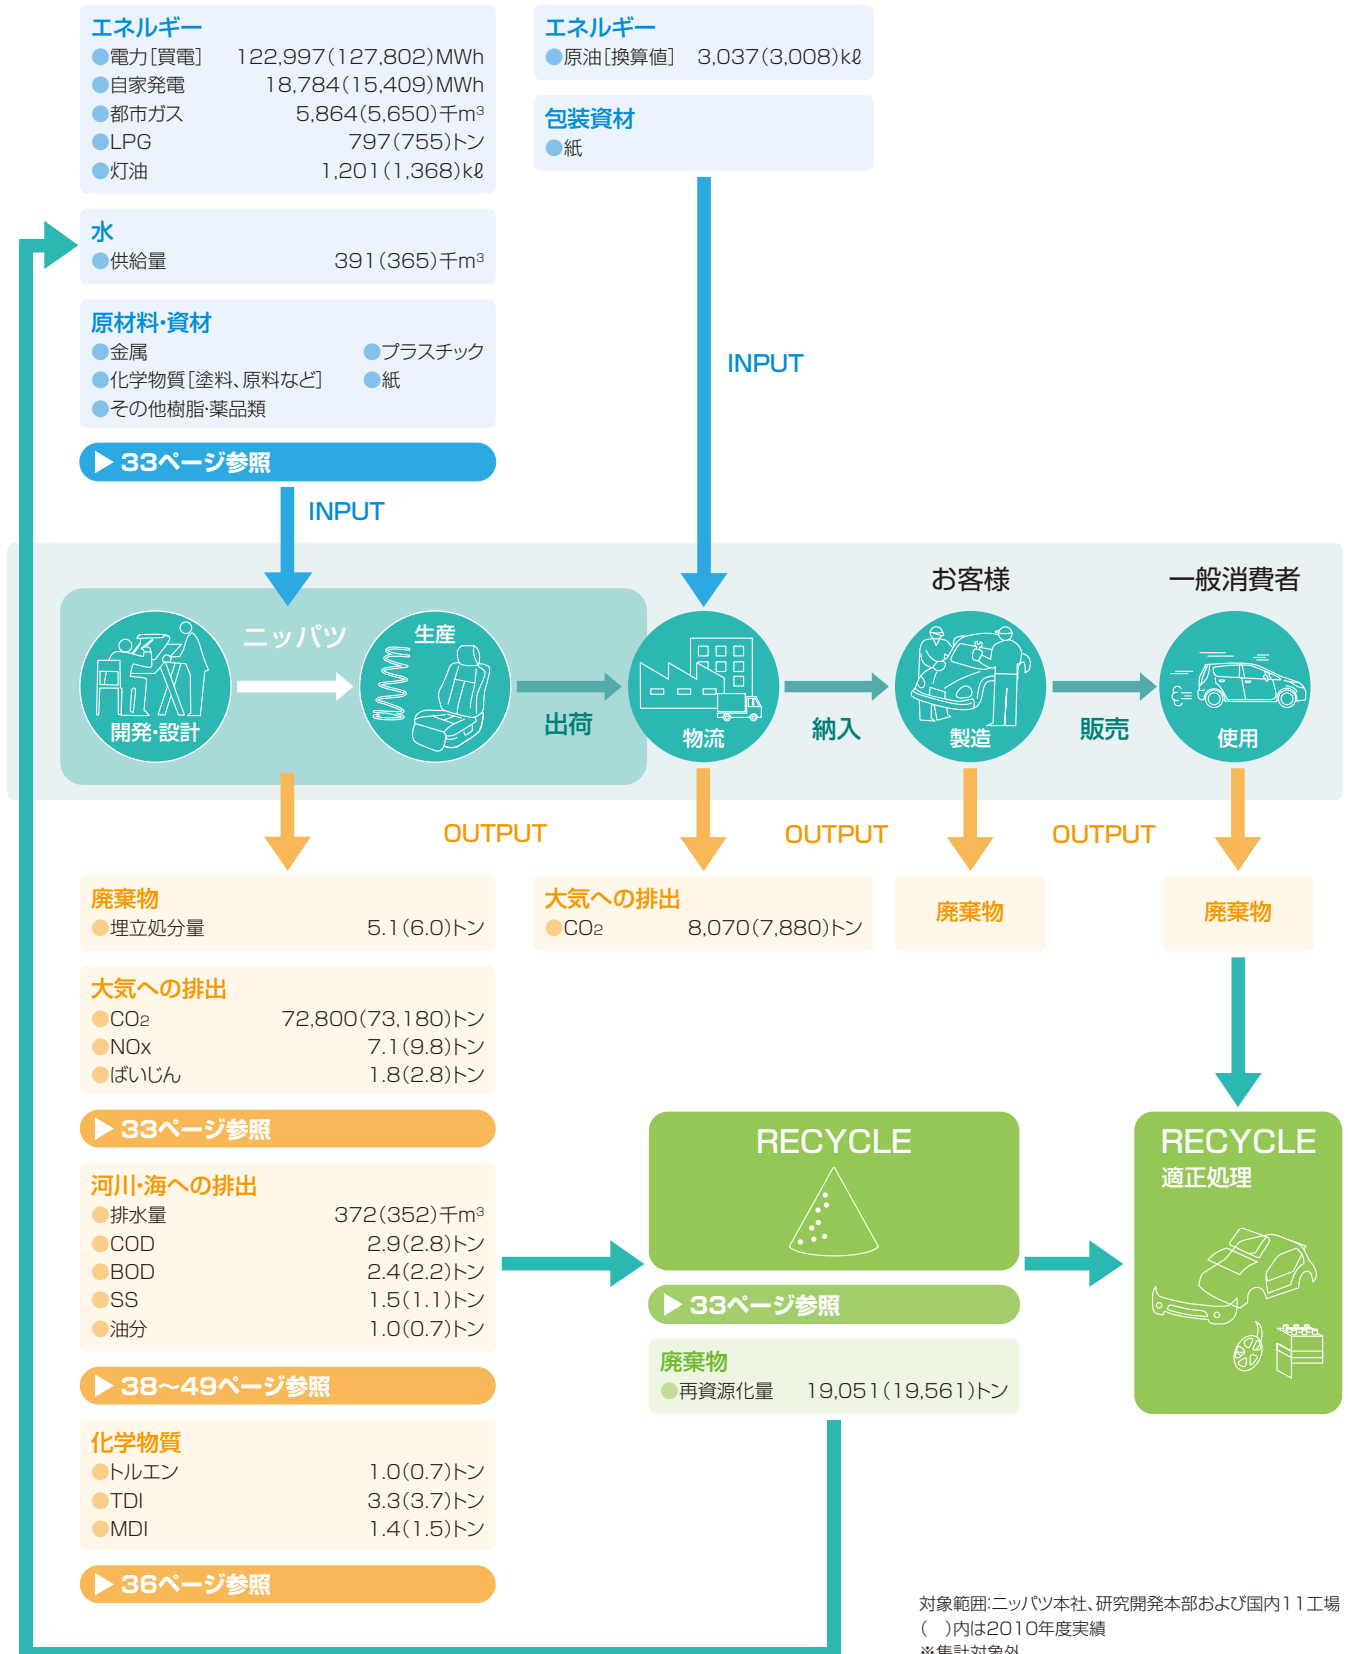 エネルギー
●電力[買電] 122,997(127,802)MWh
●自家発電 18,784(15,409)MWh
●都市ガス 5,864(5,650)千m³
●LPG 797(755)トン
●灯油 1,201(1,368)kℓ
水
●供給量 391(365)千m³
原材料・資材
●金属 ●プラスチック
●化学物質[塗料、原料など] ●紙
●その他樹脂・薬品類
▶ 33ページ参照
INPUT
エネルギー
●原油[換算値] 3,037(3,008)kℓ
包装資材
●紙
INPUT
お客様
一般消費者
ニッパツ
開発・設計
生産
出荷
物流
納入
製造
販売
使用
OUTPUT
OUTPUT
OUTPUT
廃棄物
●埋立処分量 5.1(6.0)トン
大気への排出
●CO₂ 72,800(73,180)トン
●NOx 7.1(9.8)トン
●ばいじん 1.8(2.8)トン
▶ 33ページ参照
河川・海への排出
●排水量 372(352)千m³
●COD 2.9(2.8)トン
●BOD 2.4(2.2)トン
●SS 1.5(1.1)トン
●油分 1.0(0.7)トン
▶ 38〜49ページ参照
化学物質
●トルエン 1.0(0.7)トン
●TDI 3.3(3.7)トン
●MDI 1.4(1.5)トン
▶ 36ページ参照
大気への排出
●CO₂ 8,070(7,880)トン
廃棄物
廃棄物
RECYCLE
▶ 33ページ参照
廃棄物
●再資源化量 19,051(19,561)トン
RECYCLE
適正処理
対象範囲:ニッパツ本社、研究開発本部および国内11工場
( )内は2010年度実績
※集計対象外